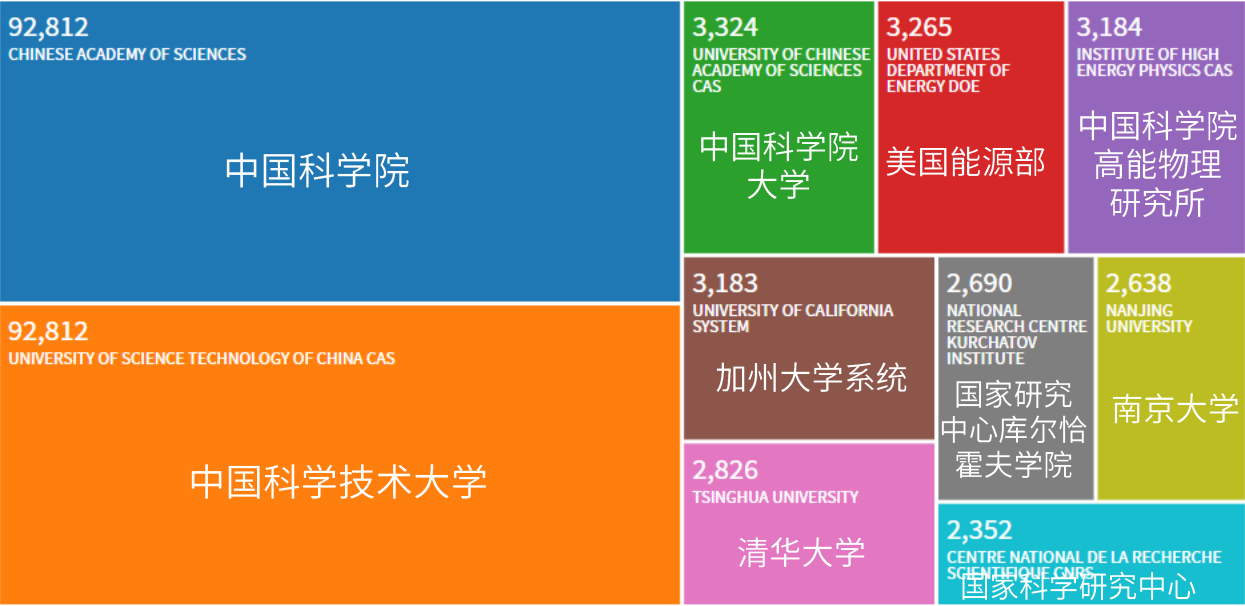 92,812
CHINESE ACADEMY OF SCIENCES
中国科学院
92,812
UNIVERSITY OF SCIENCE TECHNOLOGY OF CHINA CAS
中国科学技术大学
3,324
UNIVERSITY OF CHINESE
ACADEMY OF SCIENCES
CAS
中国科学院
大学
3,265
UNITED STATES
DEPARTMENT OF
ENERGY DOE
美国能源部
3,184
INSTITUTE OF HIGH
ENERGY PHYSICS CAS
中国科学院
高能物理
研究所
3,183
UNIVERSITY OF CALIFORNIA
SYSTEM
加州大学系统
2,826
TSINGHUA UNIVERSITY
清华大学
2,690
NATIONAL
RESEARCH CENTRE
KURCHATOV
INSTITUTE
国家研究
中心库尔恰
霍夫学院
2,638
NANJING
UNIVERSITY
南京大学
2,352
CENTRE NATIONAL DE LA RECHERCHE
SCIENTIFIQUE CNRS
国家科学研究中心